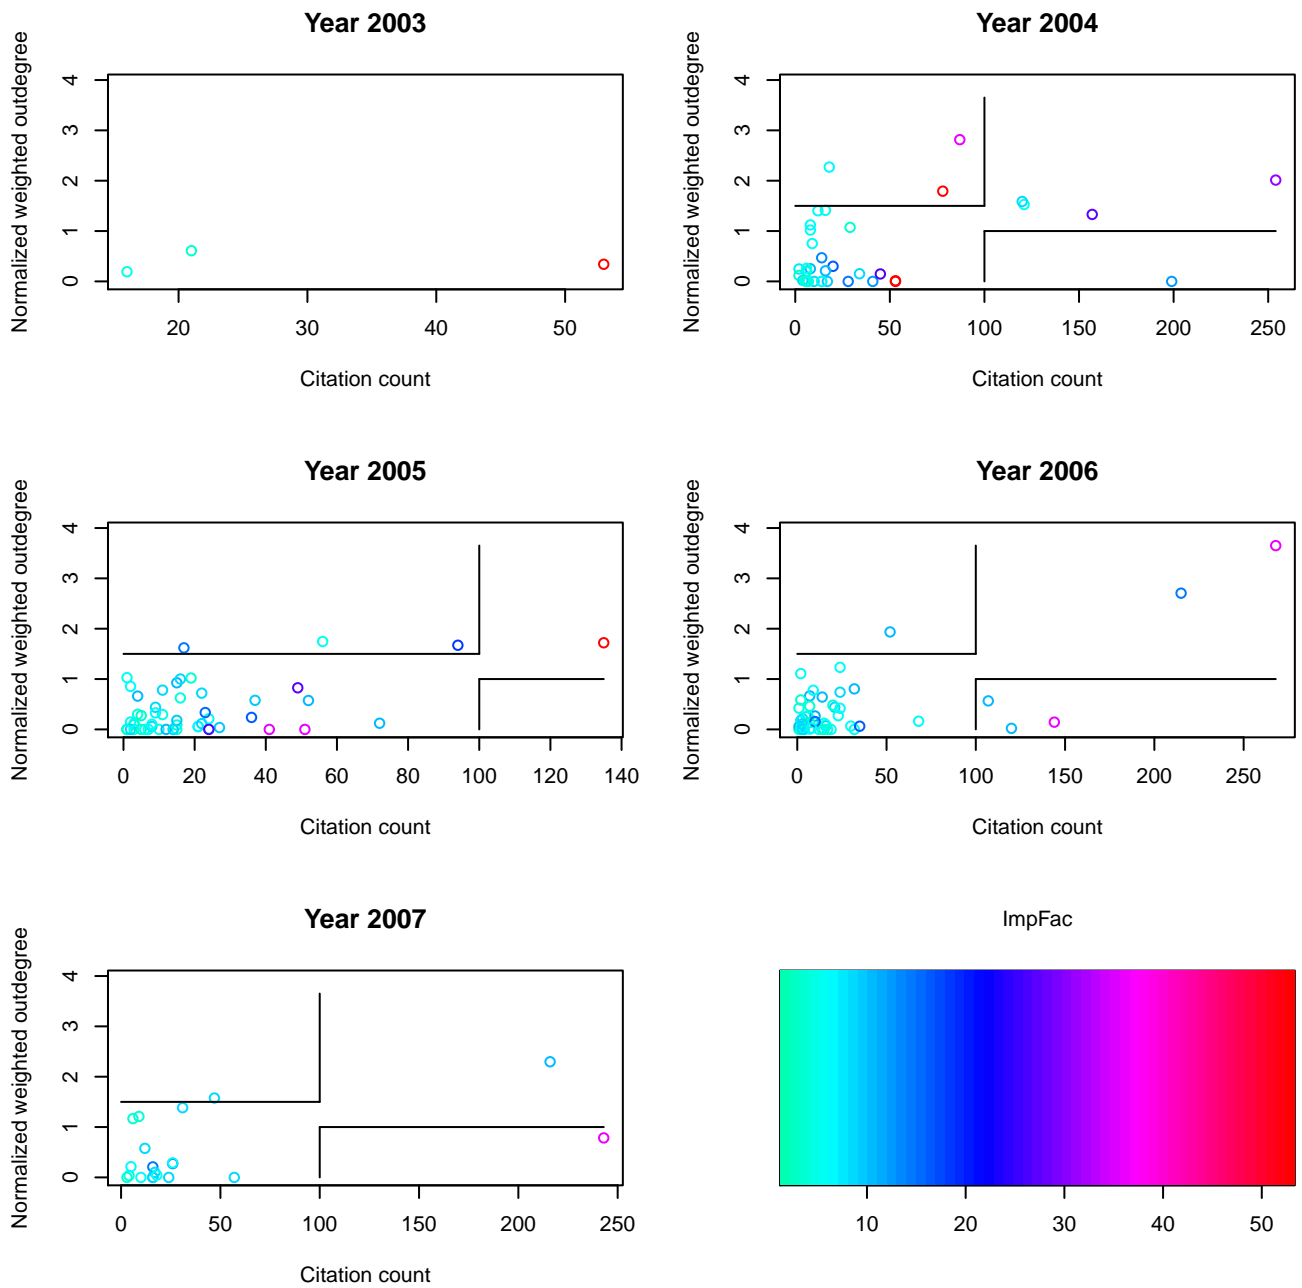 Year 2003
Normalized weighted outdegree
4
3
2
1
0
20 30 40 50
Citation count
Year 2004
Normalized weighted outdegree
4
3
2
1
0
0 50 100 150 200 250
Citation count
Year 2005
Normalized weighted outdegree
4
3
2
1
0
0 20 40 60 80 100 120 140
Citation count
Year 2006
Normalized weighted outdegree
4
3
2
1
0
0 50 100 150 200 250
Citation count
Year 2007
Normalized weighted outdegree
4
3
2
1
0
0 50 100 150 200 250
Citation count
ImpFac
10 20 30 40 50